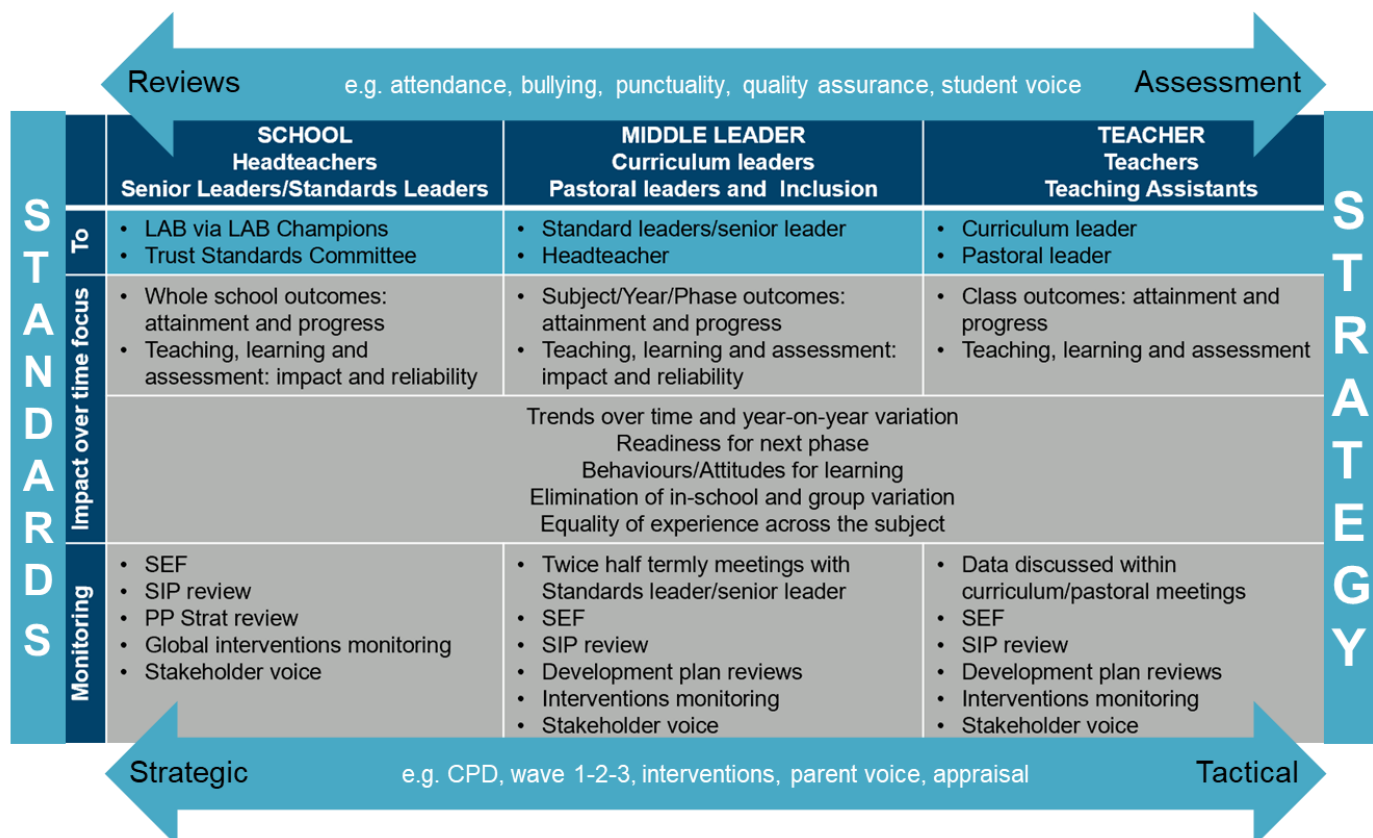 Reviews
e.g. attendance, bullying, punctuality, quality assurance, student voice
Assessment
STANDARDS
SCHOOL
Headteachers
Senior Leaders/Standards Leaders
MIDDLE LEADER
Curriculum leaders
Pastoral leaders and Inclusion
TEACHER
Teachers
Teaching Assistants
STRATEGY
To
• LAB via LAB Champions
• Trust Standards Committee
• Standard leaders/senior leader
• Headteacher
• Curriculum leader
• Pastoral leader
Impact over time focus
• Whole school outcomes:
attainment and progress
• Teaching, learning and
assessment: impact and reliability
• Subject/Year/Phase outcomes:
attainment and progress
• Teaching, learning and assessment:
impact and reliability
• Class outcomes: attainment and
progress
• Teaching, learning and assessment
Trends over time and year-on-year variation
Readiness for next phase
Behaviours/Attitudes for learning
Elimination of in-school and group variation
Equality of experience across the subject
Monitoring
• SEF
• SIP review
• PP Strat review
• Global interventions monitoring
• Stakeholder voice
• Twice half termly meetings with
Standards leader/senior leader
• SEF
• SIP review
• Development plan reviews
• Interventions monitoring
• Stakeholder voice
• Data discussed within
curriculum/pastoral meetings
• SEF
• SIP review
• Development plan reviews
• Interventions monitoring
• Stakeholder voice
Strategic
e.g. CPD, wave 1-2-3, interventions, parent voice, appraisal
Tactical